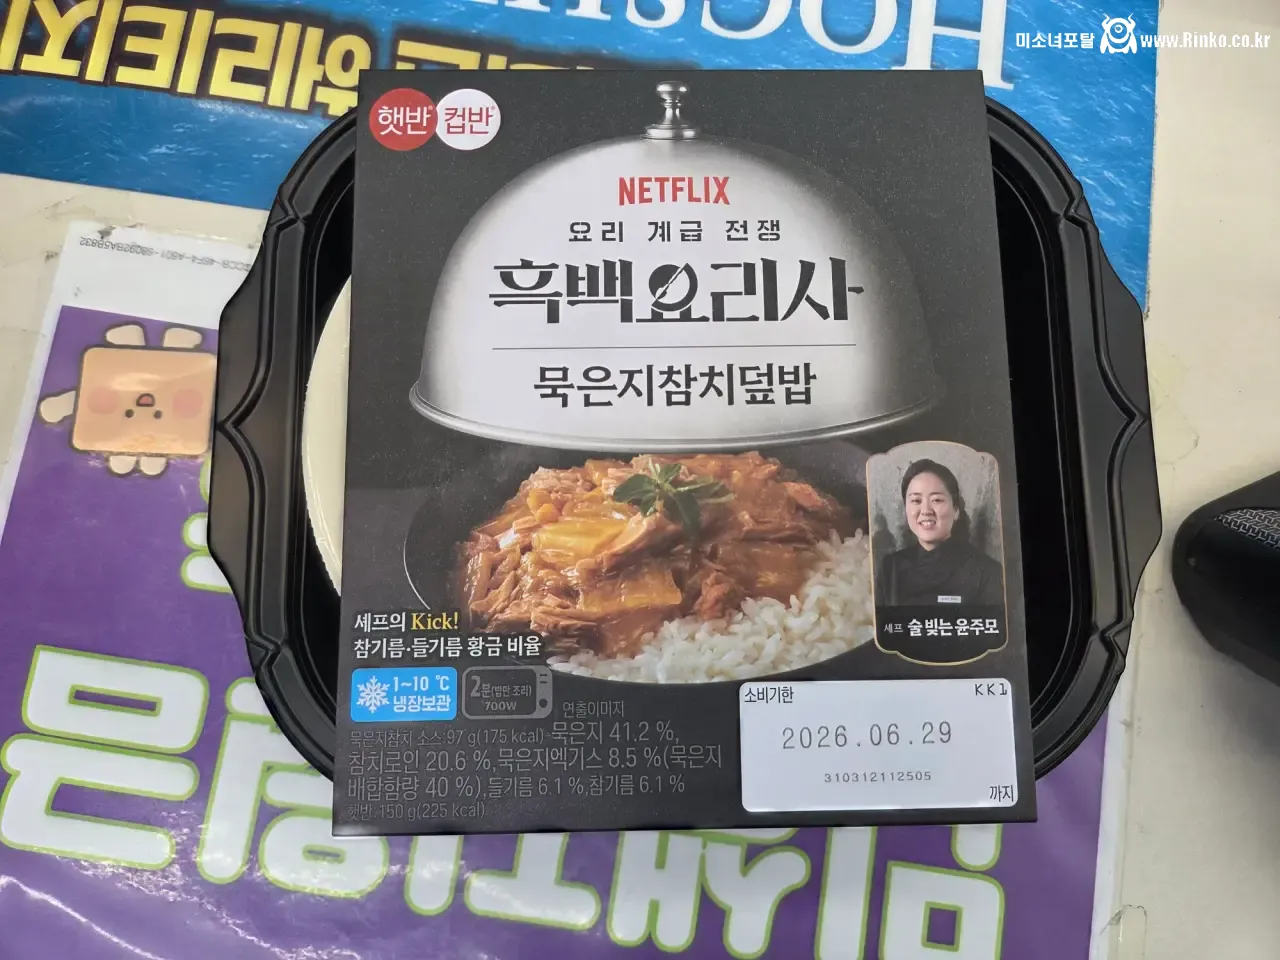 미소녀포탈 www.Rinko.co.kr
햇반 컵반
NETFLIX
요리 계급 전쟁
흑백요리사
묵은지참치덮밥
셰프의 Kick!
참기름·들기름 황금 비율
셰프 술 빚는 윤주모
1~10 ℃
냉장보관
2분(밥만 조리)
700W
연출이미지
묵은지참치 소스:97 g(175 kcal)-묵은지 41.2 %,
참치로인 20.6 %,묵은지엑기스 8.5 %(묵은지
배합함량 40 %),들기름 6.1 %,참기름 6.1 %
햇반:150 g(225 kcal)
소비기한
KK1
2026.06.29
310312112505
까지